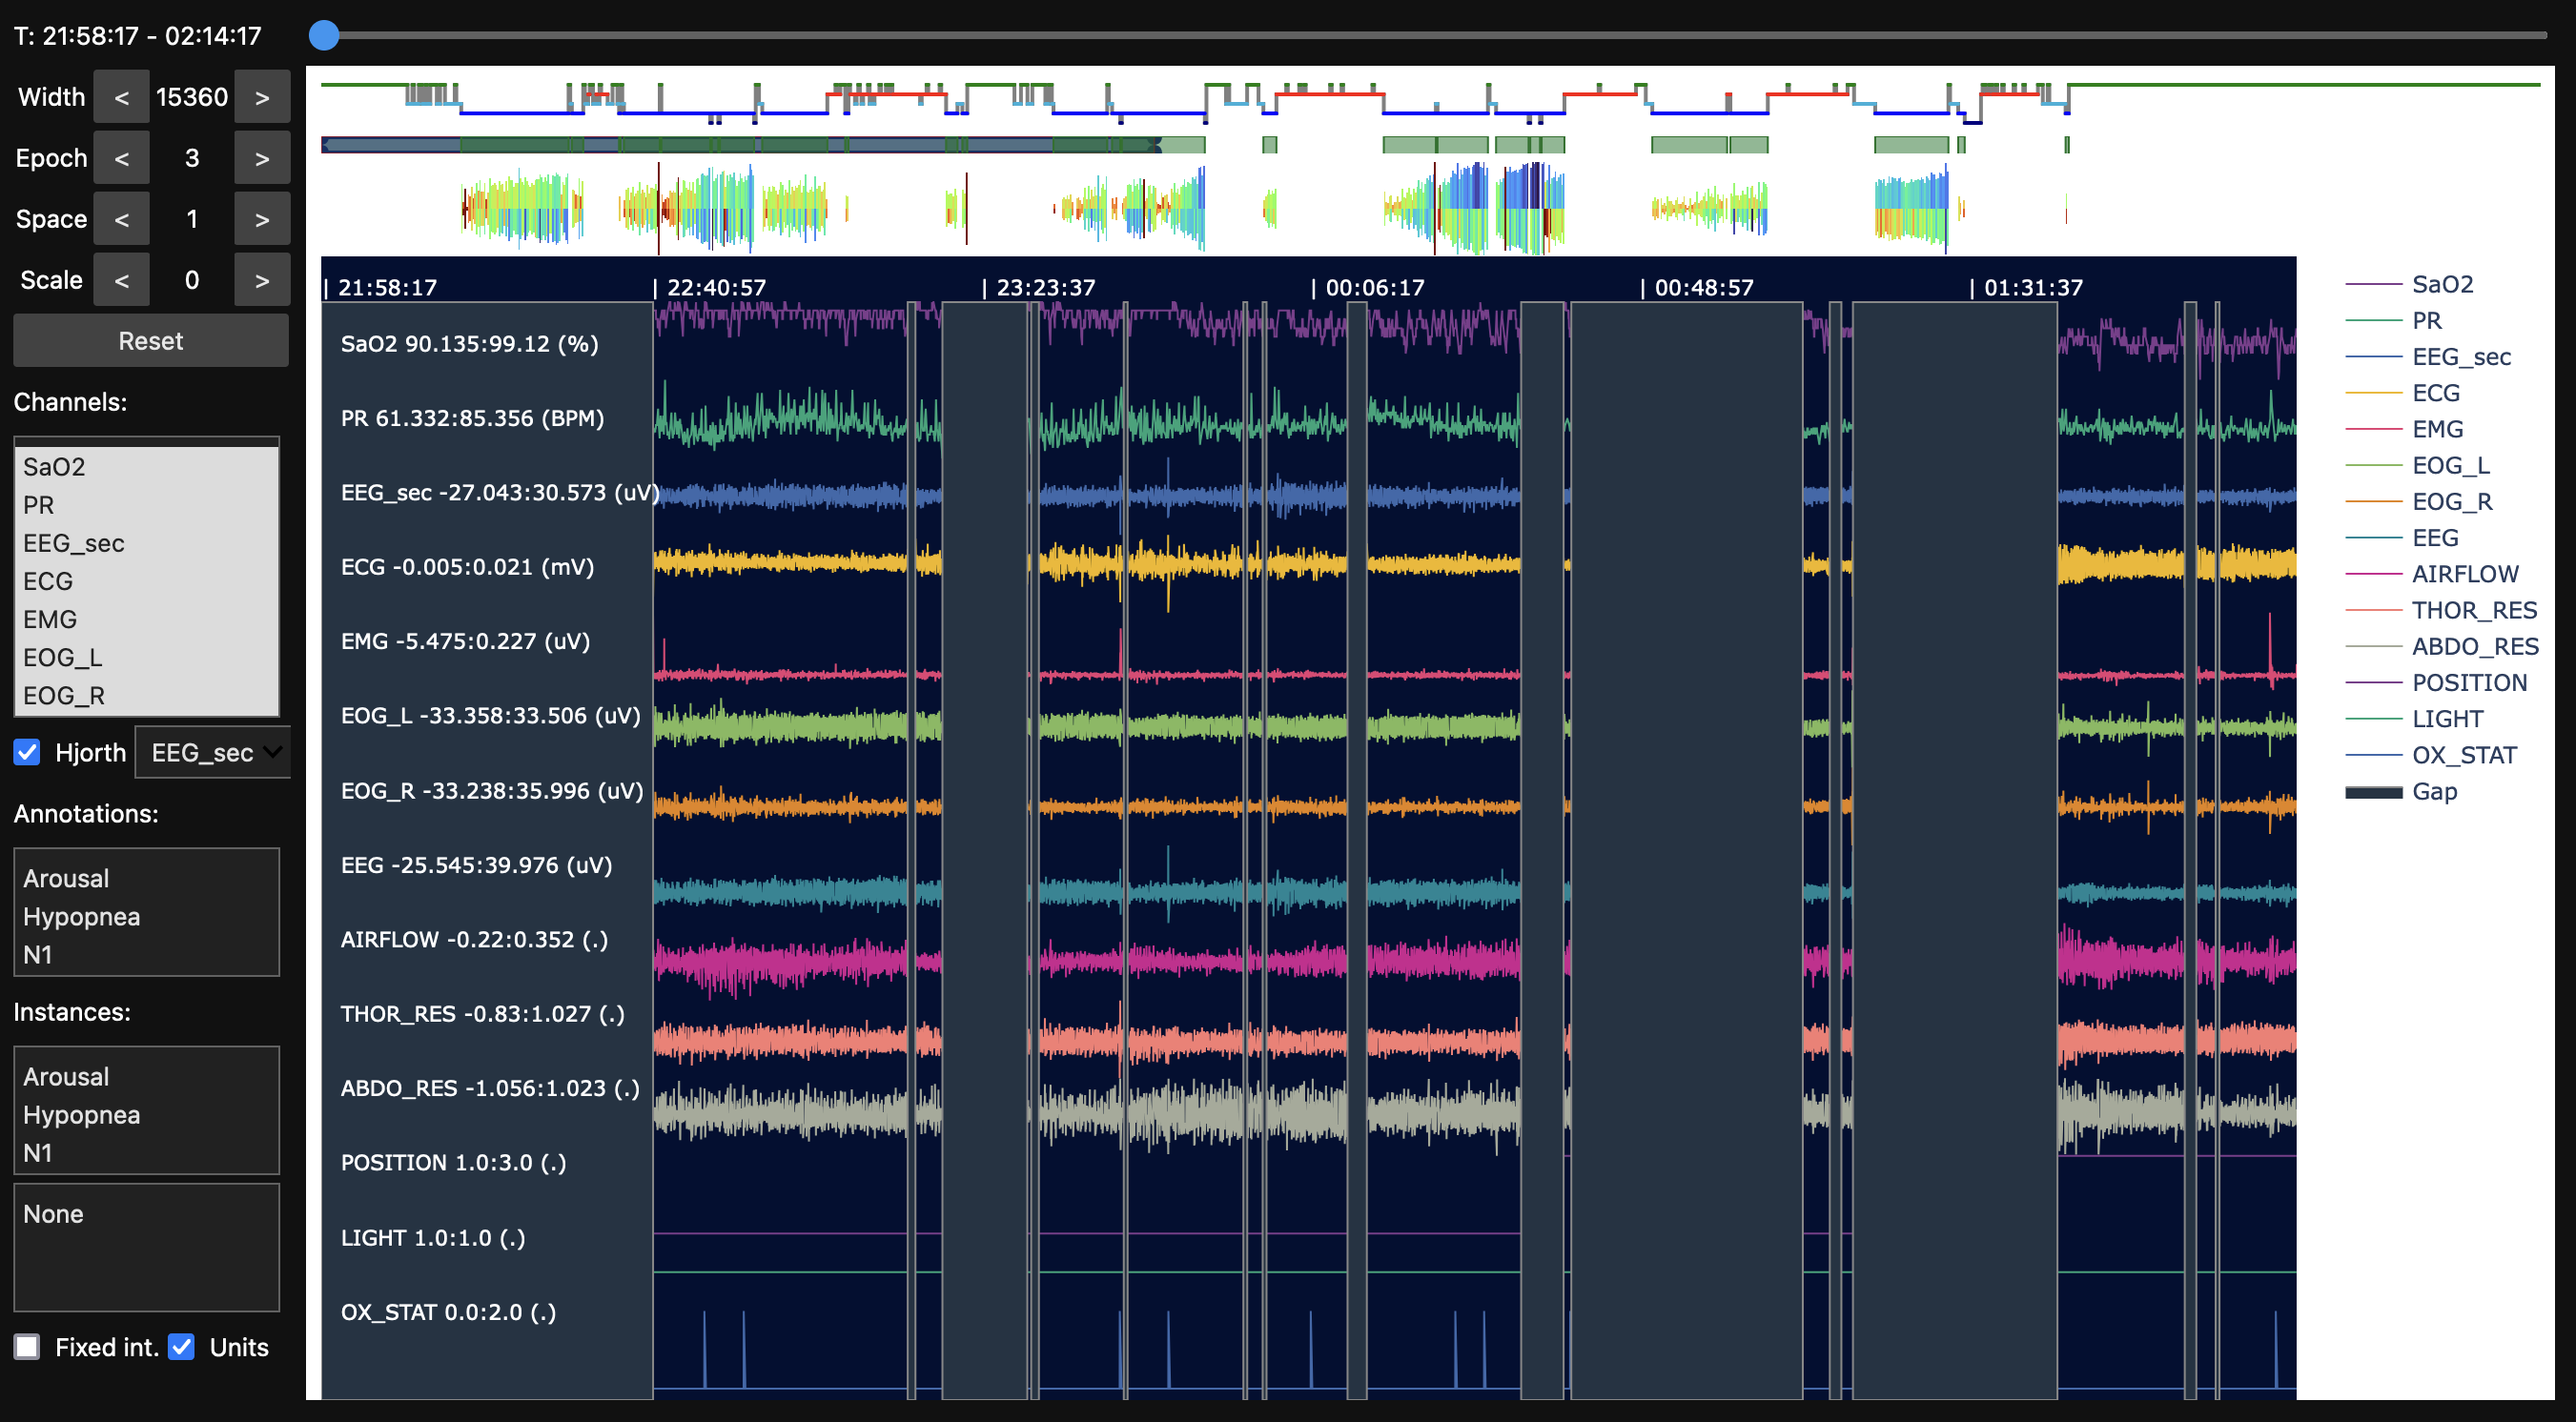 T: 21:58:17 - 02:14:17
Width < 15360 >
Epoch < 3 >
Space < 1 >
Scale < 0 >
Reset
Channels:
SaO2
PR
EEG_sec
ECG
EMG
EOG_L
EOG_R
Hjorth EEG_sec
Annotations:
Arousal
Hypopnea
N1
Instances:
Arousal
Hypopnea
N1
None
Fixed int. Units
| 21:58:17 | 22:40:57 | 23:23:37 | 00:06:17 | 00:48:57 | 01:31:37
SaO2 90.135:99.12 (%)
PR 61.332:85.356 (BPM)
EEG_sec -27.043:30.573 (uV)
ECG -0.005:0.021 (mV)
EMG -5.475:0.227 (uV)
EOG_L -33.358:33.506 (uV)
EOG_R -33.238:35.996 (uV)
EEG -25.545:39.976 (uV)
AIRFLOW -0.22:0.352 (.)
THOR_RES -0.83:1.027 (.)
ABDO_RES -1.056:1.023 (.)
POSITION 1.0:3.0 (.)
LIGHT 1.0:1.0 (.)
OX_STAT 0.0:2.0 (.)
SaO2
PR
EEG_sec
ECG
EMG
EOG_L
EOG_R
EEG
AIRFLOW
THOR_RES
ABDO_RES
POSITION
LIGHT
OX_STAT
Gap